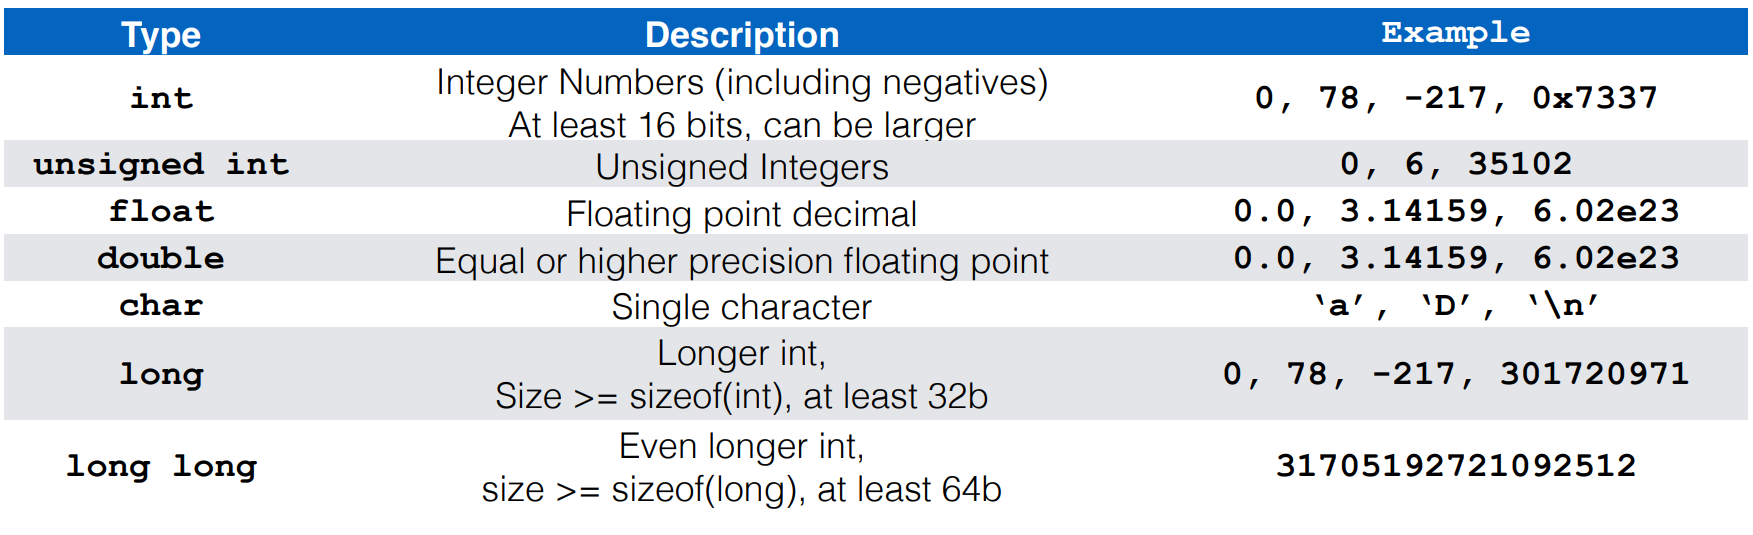 Type Description Example
int Integer Numbers (including negatives) 0, 78, -217, 0x7337
At least 16 bits, can be larger
unsigned int Unsigned Integers 0, 6, 35102
float Floating point decimal 0.0, 3.14159, 6.02e23
double Equal or higher precision floating point 0.0, 3.14159, 6.02e23
char Single character ‘a’, ‘D’, ‘\n’
long Longer int, 0, 78, -217, 301720971
Size >= sizeof(int), at least 32b
long long Even longer int, 31705192721092512
size >= sizeof(long), at least 64b